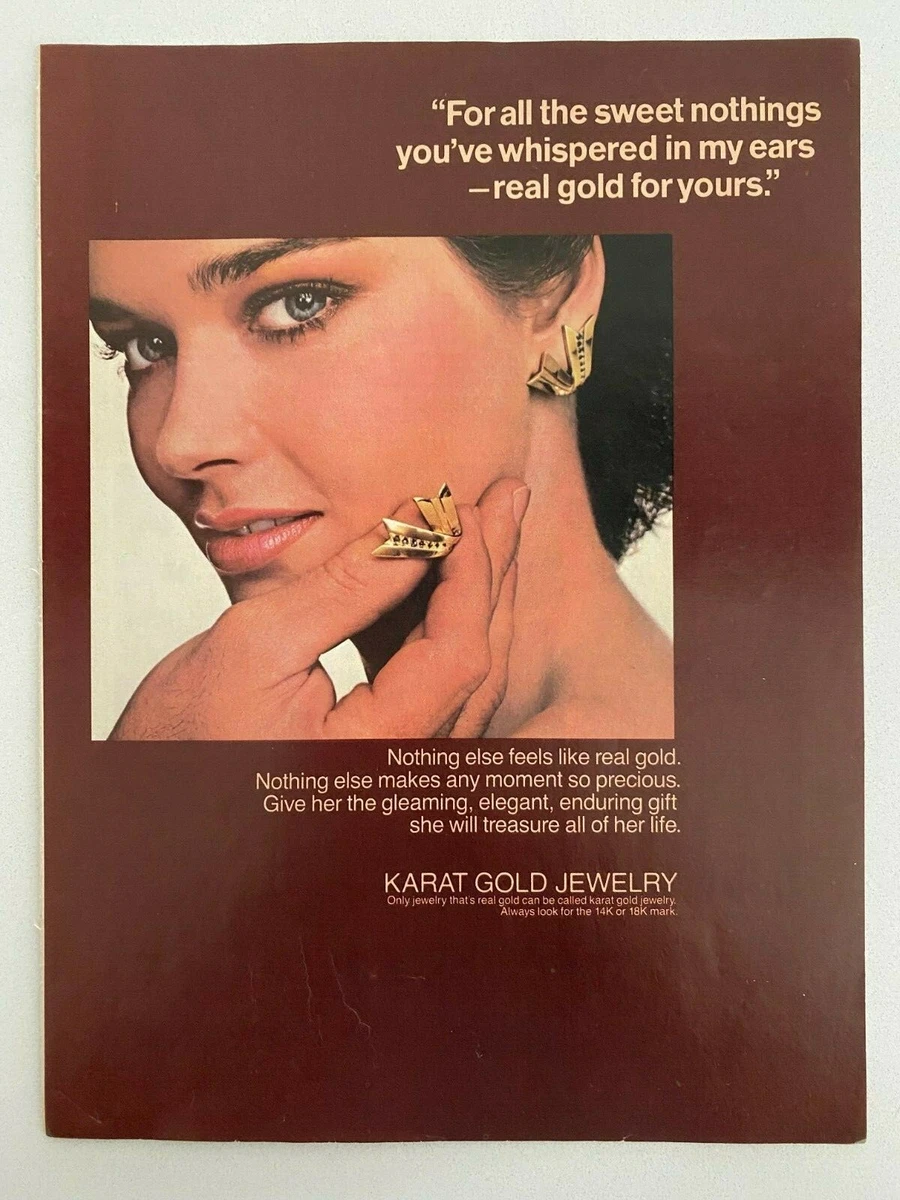 “For all the sweet nothings
you’ve whispered in my ears
—real gold for yours.”
Nothing else feels like real gold.
Nothing else makes any moment so precious.
Give her the gleaming, elegant, enduring gift
she will treasure all of her life.
KARAT GOLD JEWELRY
Only jewelry that’s real gold can be called karat gold jewelry.
Always look for the 14K or 18K mark.